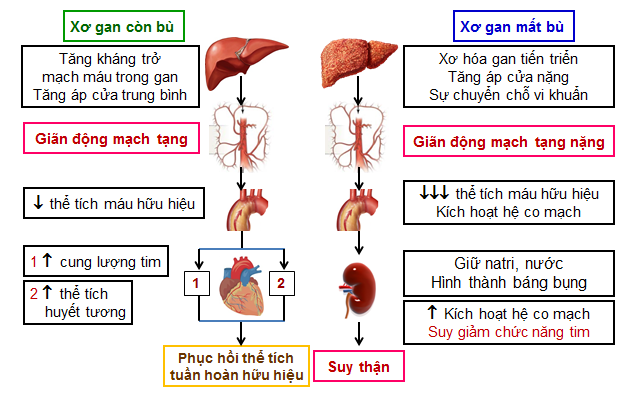 Xơ gan còn bù
Tăng kháng trở
mạch máu trong gan
Tăng áp cửa trung bình
Giãn động mạch tạng
↓ thể tích máu hữu hiệu
1 ↑ cung lượng tim
2 ↑ thể tích
huyết tương
1 2
Phục hồi thể tích
tuần hoàn hữu hiệu
Xơ gan mất bù
Xơ hóa gan tiến triển
Tăng áp cửa nặng
Sự chuyển chỗ vi khuẩn
Giãn động mạch tạng nặng
↓↓↓ thể tích máu hữu hiệu
Kích hoạt hệ co mạch
Giữ natri, nước
Hình thành báng bụng
↑ Kích hoạt hệ co mạch
Suy giảm chức năng tim
Suy thận